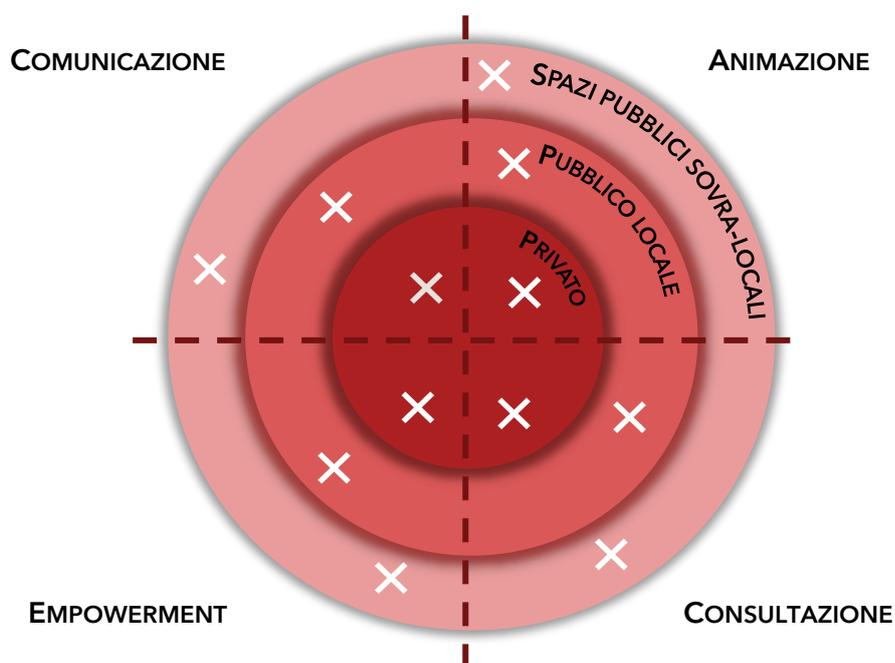 COMUNICAZIONE
ANIMAZIONE
SPAZI PUBBLICI SOVRA-LOCALI
PUBBLICO LOCALE
PRIVATO
EMPOWERMENT
CONSULTAZIONE